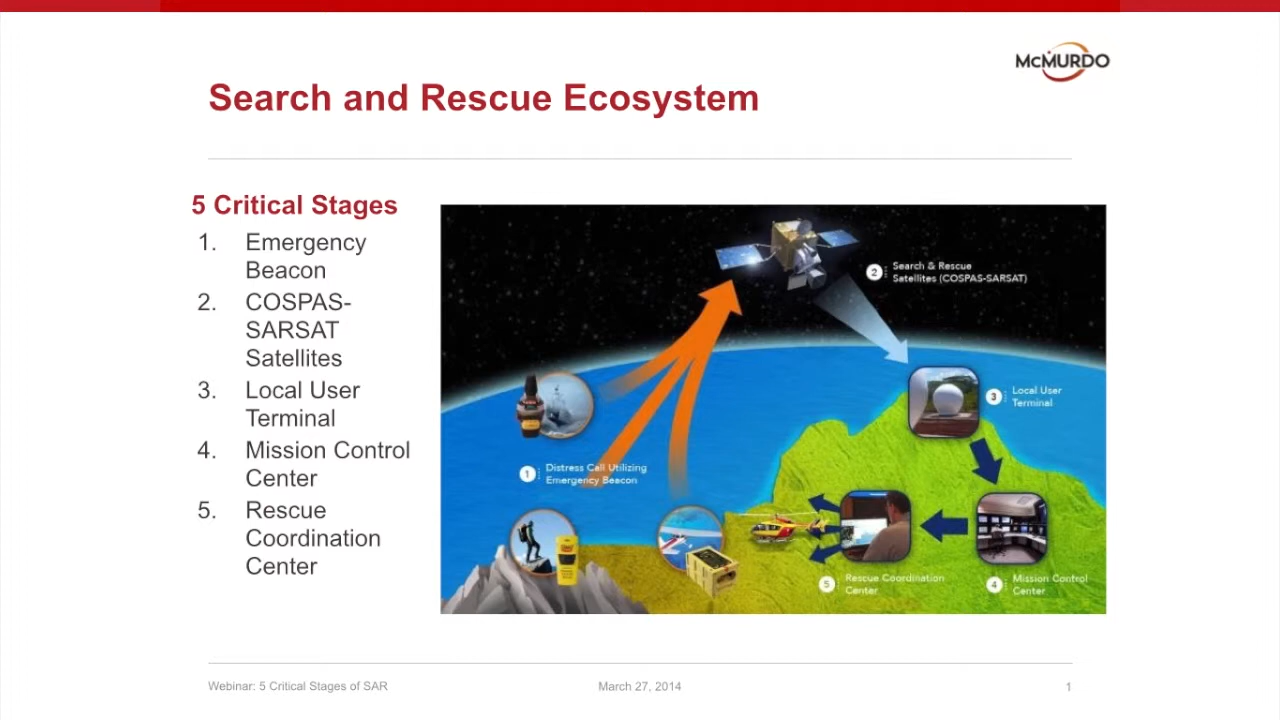 McMURDO
Search and Rescue Ecosystem
5 Critical Stages
1. Emergency
Beacon
2. COSPAS-
SARSAT
Satellites
3. Local User
Terminal
4. Mission Control
Center
5. Rescue
Coordination
Center
2 Search & Rescue
Satellites (COSPAS-SARSAT)
3 Local User
Terminal
1 Distress Call Utilizing
Emergency Beacon
5 Rescue Coordination
Center
4 Mission Control
Center
Webinar: 5 Critical Stages of SAR
March 27, 2014
1